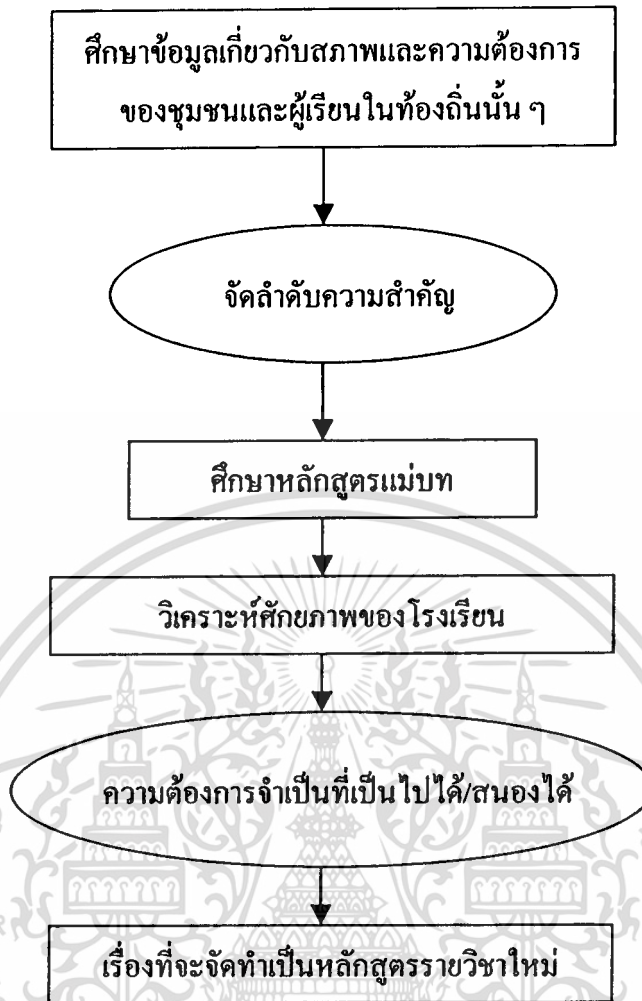 ศึกษาข้อมูลเกี่ยวกับสภาพและความต้องการ
ของชุมชนและผู้เรียนในท้องถิ่นนั้น ๆ
จัดลำดับความสำคัญ
ศึกษาหลักสูตรแม่บท
วิเคราะห์ศักยภาพของโรงเรียน
ความต้องการจำเป็นที่เป็นไปได้/สนองได้
เรื่องที่จะจัดทำเป็นหลักสูตรรายวิชาใหม่